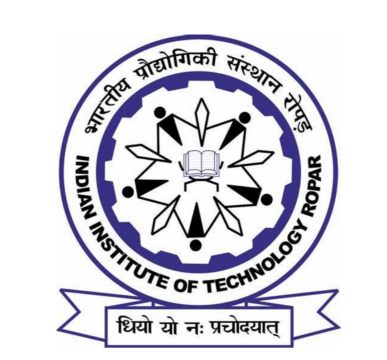 भारतीय प्रौद्योगिकी संस्थान रोपड़
INDIAN INSTITUTE OF TECHNOLOGY ROPAR
धियो यो नः प्रचोदयात्